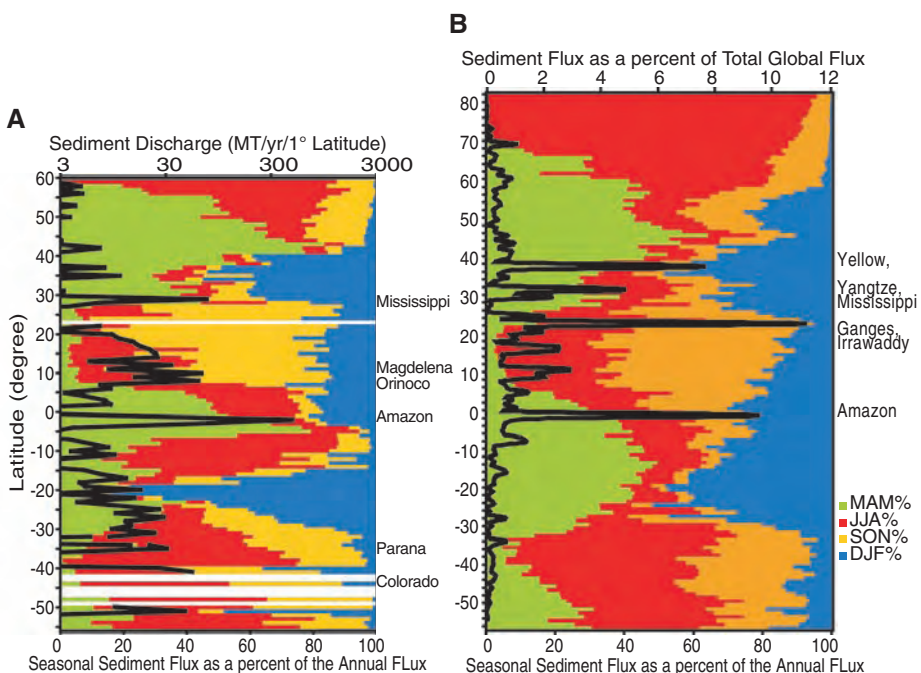 B
Sediment Flux as a percent of Total Global Flux
0 2 4 6 8 10 12
A
Sediment Discharge (MT/yr/1° Latitude)
3 30 300 3000
60
50
40
30
20
10
0
-10
-20
-30
-40
-50
Latitude (degree)
Mississippi
Magdelena
Orinoco
Amazon
Parana
Colorado
0 20 40 60 80 100
Seasonal Sediment Flux as a percent of the Annual FLux
80
70
60
50
40
30
20
10
0
-10
-20
-30
-40
-50
Yellow,
Yangtze,
Mississippi
Ganges,
Irrawaddy
Amazon
MAM%
JJA%
SON%
DJF%
0 20 40 60 80 100
Seasonal Sediment Flux as a percent of the Annual FLux